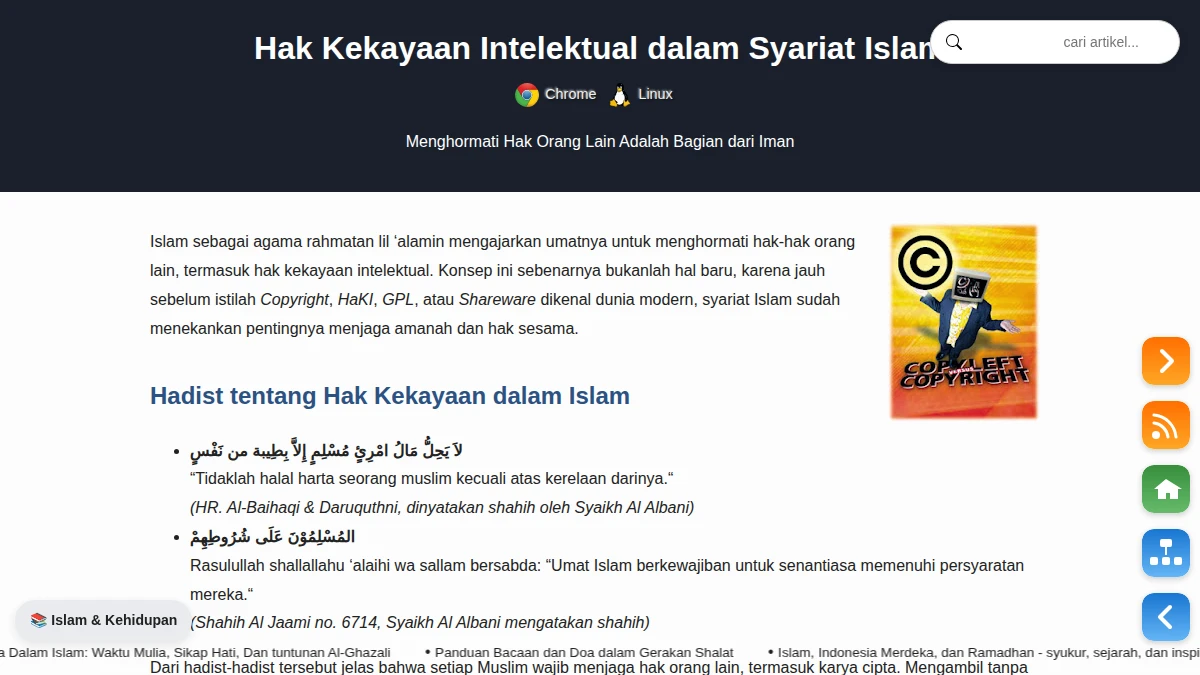 Hak Kekayaan Intelektual dalam Syariat Islam
cari artikel...
Chrome Linux
Menghormati Hak Orang Lain Adalah Bagian dari Iman
Islam sebagai agama rahmatan lil ‘alamin mengajarkan umatnya untuk menghormati hak-hak orang
lain, termasuk hak kekayaan intelektual. Konsep ini sebenarnya bukanlah hal baru, karena jauh
sebelum istilah Copyright, HaKI, GPL, atau Shareware dikenal dunia modern, syariat Islam sudah
menekankan pentingnya menjaga amanah dan hak sesama.
COPYLEFT
VERSUS
COPYRIGHT
Hadist tentang Hak Kekayaan dalam Islam
لاَ يَحِلُّ مَالُ امْرِئٍ مُسْلِمٍ إِلاَّ بِطِيبة من نَفْسٍ
“Tidaklah halal harta seorang muslim kecuali atas kerelaan darinya.“
(HR. Al-Baihaqi & Daruquthni, dinyatakan shahih oleh Syaikh Al Albani)
المُسْلِمُوْنَ عَلَى شُرُوطِهِمْ
Rasulullah shallallahu ‘alaihi wa sallam bersabda: “Umat Islam berkewajiban untuk senantiasa memenuhi persyaratan
mereka.“
(Shahih Al Jaami no. 6714, Syaikh Al Albani mengatakan shahih)
Islam & Kehidupan
a Dalam Islam: Waktu Mulia, Sikap Hati, Dan tuntunan Al-Ghazali • Panduan Bacaan dan Doa dalam Gerakan Shalat • Islam, Indonesia Merdeka, dan Ramadhan - syukur, sejarah, dan inspi
Dari hadist-hadist tersebut jelas bahwa setiap Muslim wajib menjaga hak orang lain, termasuk karya cipta. Mengambil tanpa